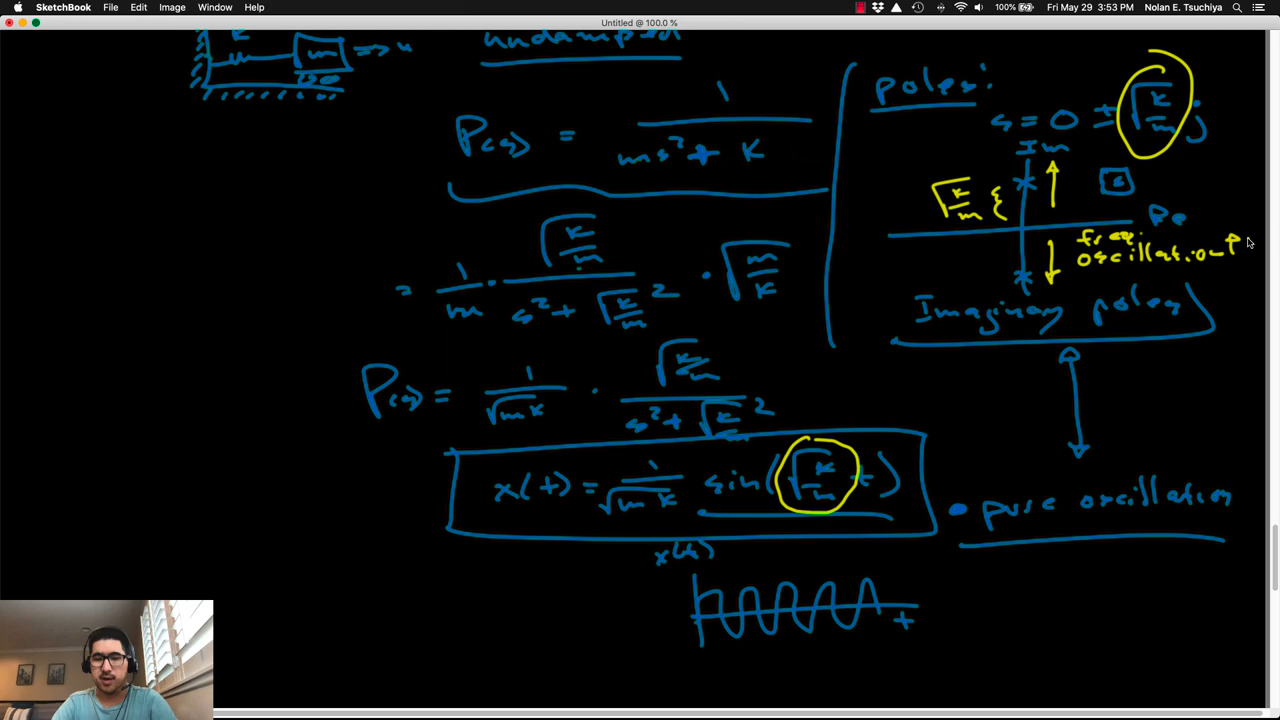 SketchBook File Edit Image Window Help 100% Fri May 29 3:53 PM Nolan E. Tsuchiya
Untitled @ 100.0 %
k m => u
undamped
P(s) = 1 / (ms² + k)
= 1/m · √(k/m) / (s² + √(k/m)²) · √(m/k)
P(s) = 1/√(mk) · √(k/m) / (s² + √(k/m)²)
x(t) = 1/√(mk) sin(√(k/m) t)
x(t)
t
poles:
s = 0 ± √(k/m) j
Im
√(k/m) {
Re
freq.
oscillation ↑
Imaginary poles
• pure oscillation